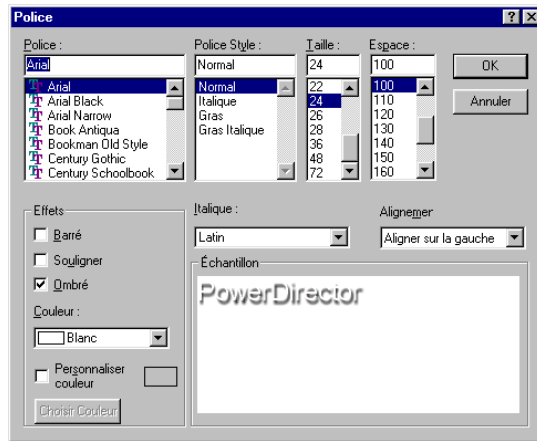 Police
Police :
Police Style :
Taille :
Espace :
Arial
Normal
24
100
OK
Arial
Arial Black
Arial Narrow
Book Antiqua
Bookman Old Style
Century Gothic
Century Schoolbook
Normal
Italique
Gras
Gras Italique
22
24
26
28
36
48
72
100
110
120
130
140
150
160
Annuler
Effets
Barré
Souligner
Ombré
Couleur :
Blanc
Personnaliser
couleur
Choisir Couleur
Italique :
Latin
Alignemer
Aligner sur la gauche
Échantillon
PowerDirector